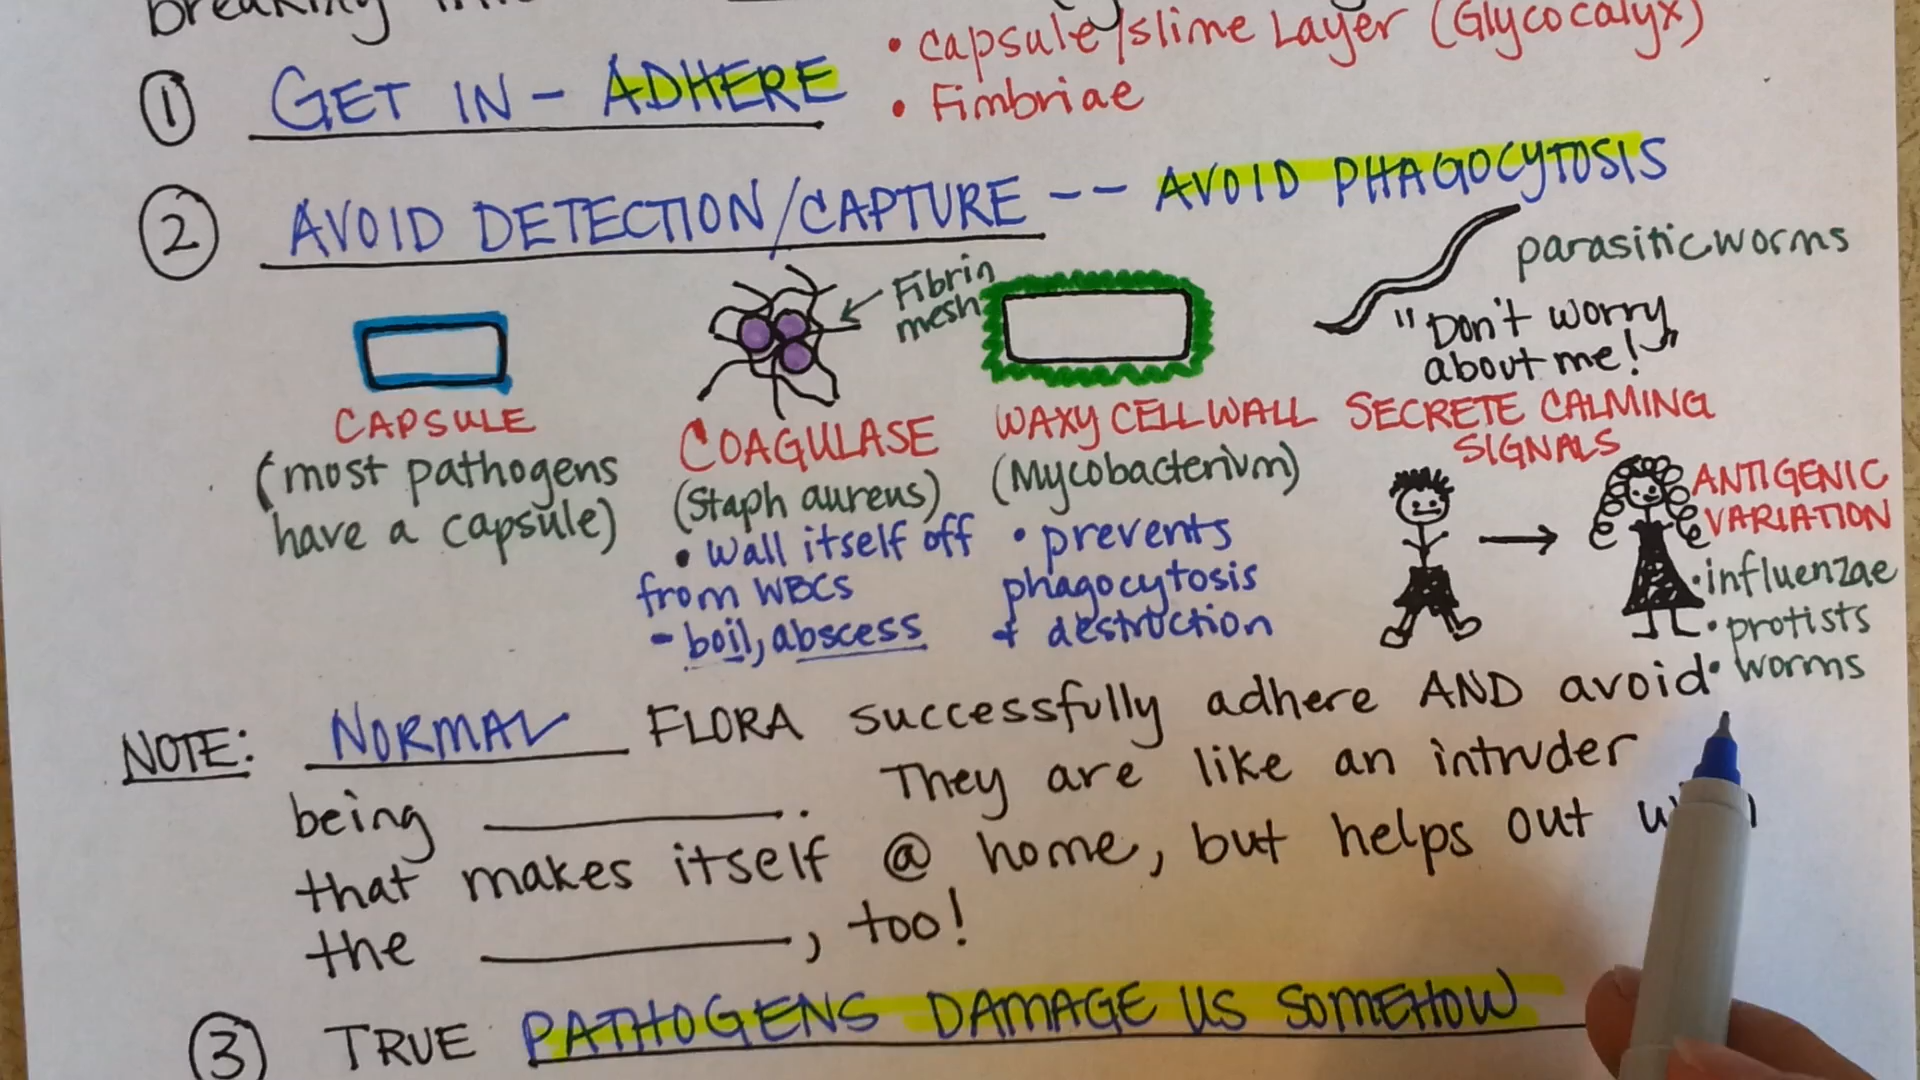 breaking
• capsule/slime Layer (Glycocalyx)
① GET IN - ADHERE
• Fimbriae
② AVOID DETECTION/CAPTURE -- AVOID PHAGOCYTOSIS
parasitic worms
Fibrin
mesh
"Don't worry
about me!"
CAPSULE
(most pathogens
have a capsule)
COAGULASE
(Staph aureus)
• wall itself off
from WBCs
- boil, abscess
WAXY CELL WALL
(Mycobacterium)
• prevents
phagocytosis
+ destruction
SECRETE CALMING
SIGNALS
ANTIGENIC
VARIATION
• influenzae
• protists
• worms
NOTE: NORMAL FLORA successfully adhere AND avoid
being __________. They are like an intruder
that makes itself @ home, but helps out
the __________, too!
③ TRUE PATHOGENS DAMAGE US SOMEHOW